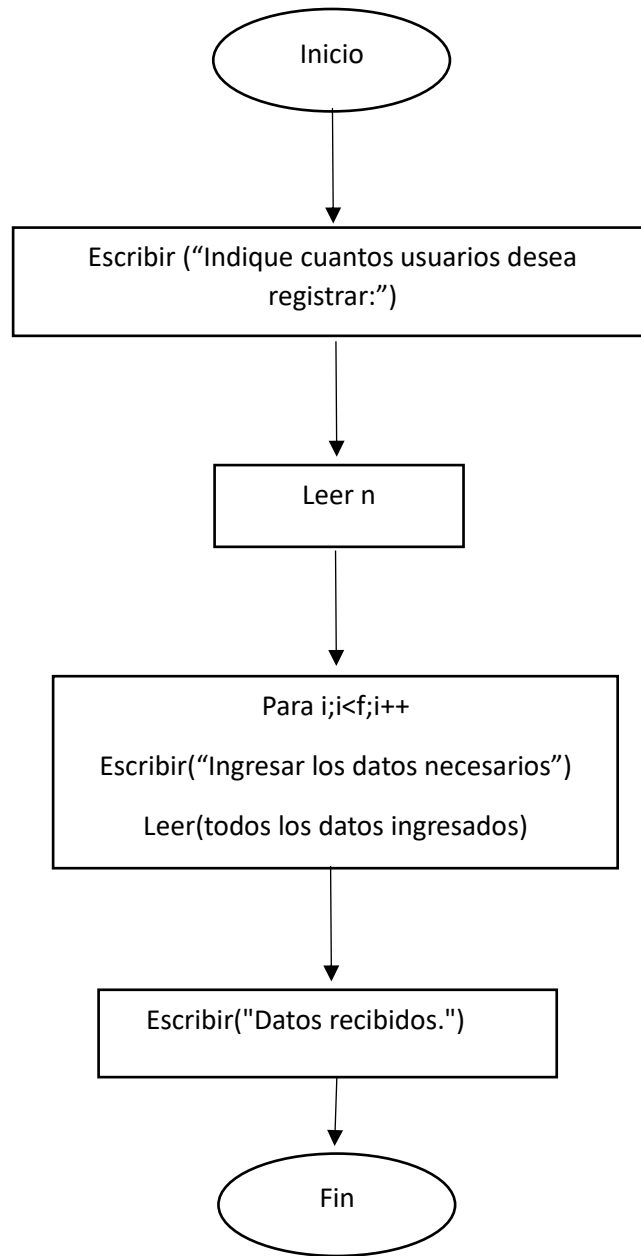 Inicio
Escribir (“Indique cuantos usuarios desea
registrar:”)
Leer n
Para i;i<f;i++
Escribir(“Ingresar los datos necesarios”)
Leer(todos los datos ingresados)
Escribir("Datos recibidos.")
Fin